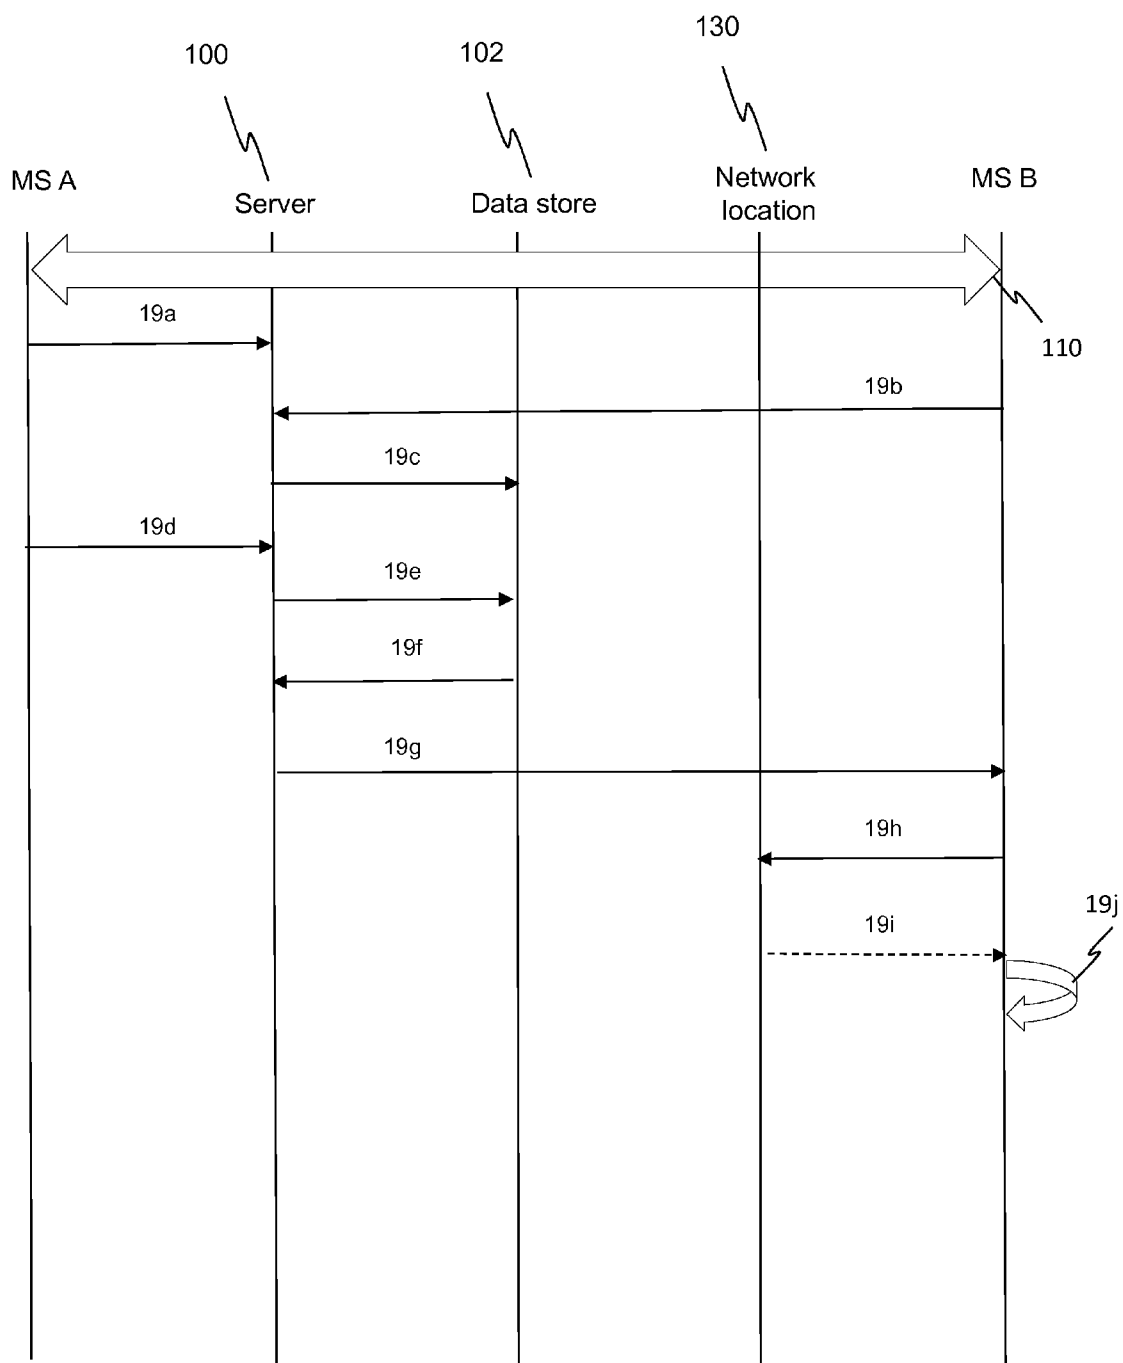 100
102
130
MS A
Server
Data store
Network
location
MS B
110
19a
19b
19c
19d
19e
19f
19g
19h
19i
19j